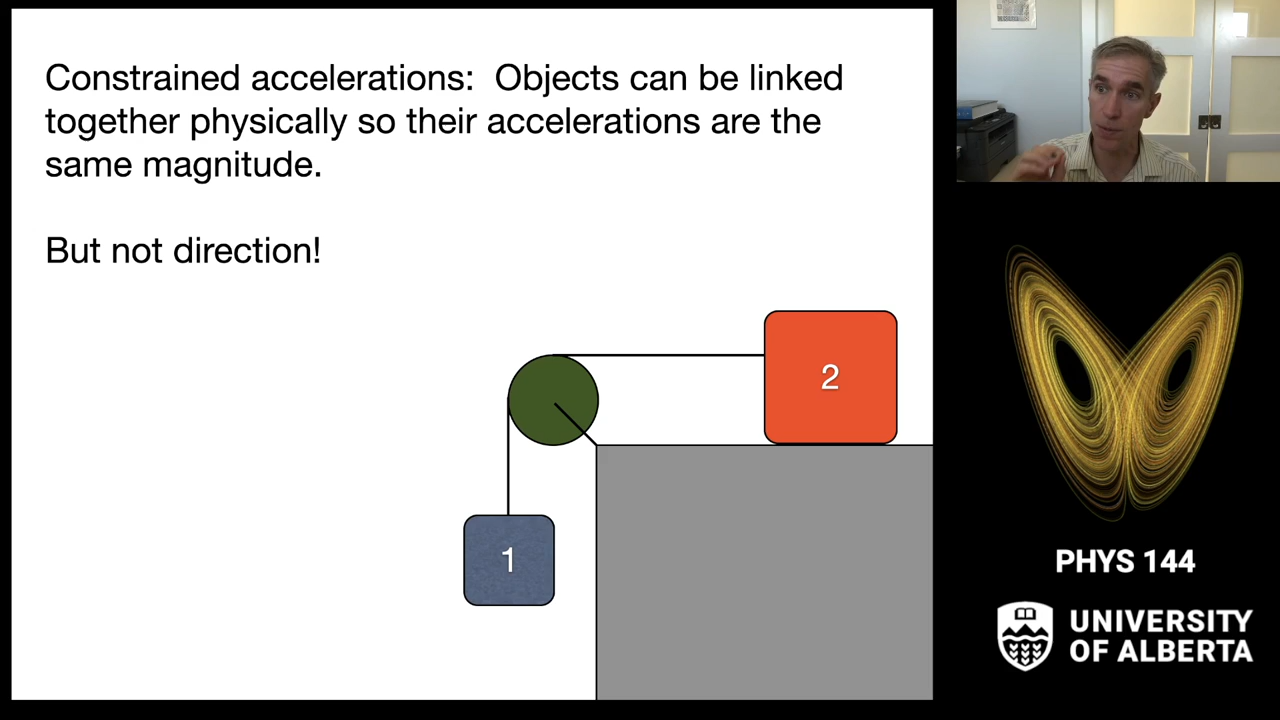 Constrained accelerations:  Objects can be linked
together physically so their accelerations are the
same magnitude.
But not direction!
2
1
PHYS 144
UNIVERSITY
OF ALBERTA